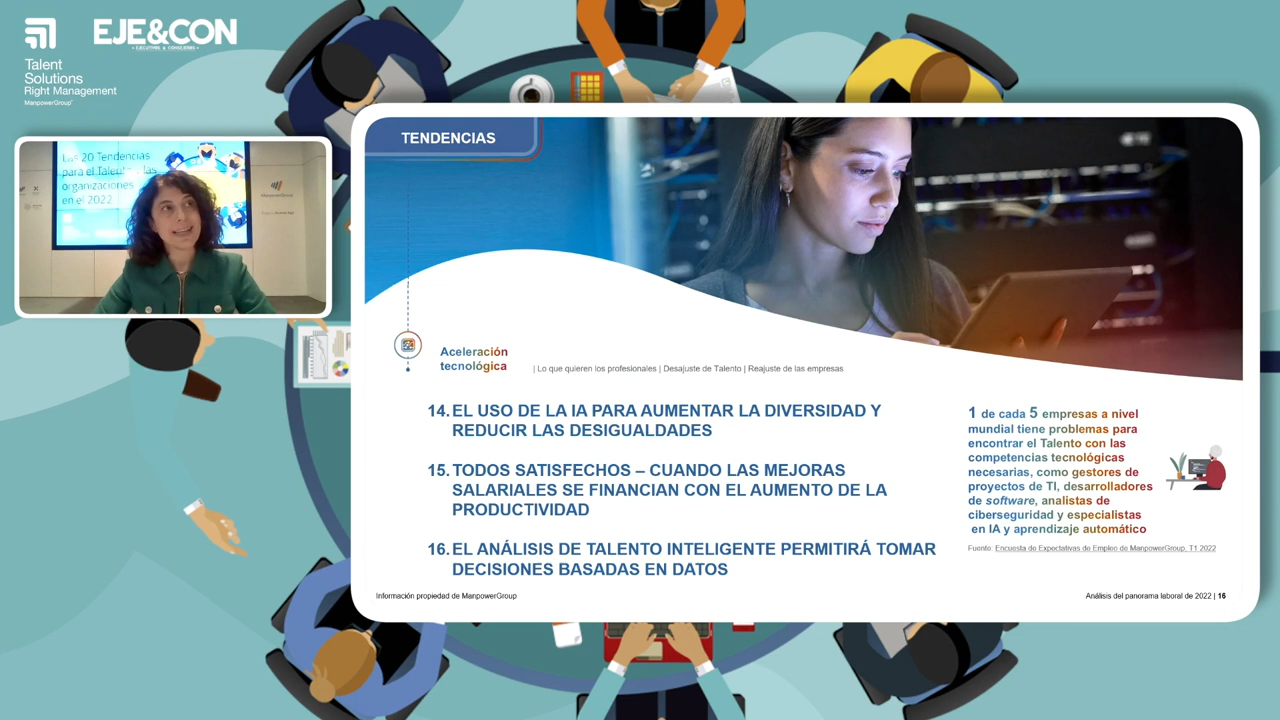 EJE&CON
• EJECUTIVAS & CONSEJERAS •
Talent
Solutions
Right Management
ManpowerGroup
Las 20 Tendencias
para el Talento y las
organizaciones
en el 2022
ManpowerGroup
TENDENCIAS
Aceleración
tecnológica
| Lo que quieren los profesionales | Desajuste de Talento | Reajuste de las empresas
14. EL USO DE LA IA PARA AUMENTAR LA DIVERSIDAD Y
REDUCIR LAS DESIGUALDADES
15. TODOS SATISFECHOS – CUANDO LAS MEJORAS
SALARIALES SE FINANCIAN CON EL AUMENTO DE LA
PRODUCTIVIDAD
16. EL ANÁLISIS DE TALENTO INTELIGENTE PERMITIRÁ TOMAR
DECISIONES BASADAS EN DATOS
1 de cada 5 empresas a nivel
mundial tiene problemas para
encontrar el Talento con las
competencias tecnológicas
necesarias, como gestores de
proyectos de TI, desarrolladores
de software, analistas de
ciberseguridad y especialistas
en IA y aprendizaje automático
Fuente: Encuesta de Expectativas de Empleo de ManpowerGroup, T1 2022
Información propiedad de ManpowerGroup
Análisis del panorama laboral de 2022 | 16